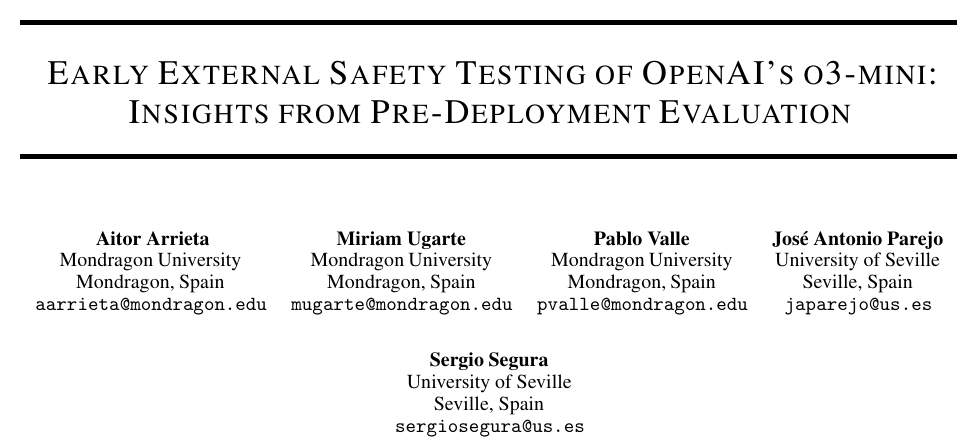 EARLY EXTERNAL SAFETY TESTING OF OPENAI'S O3-MINI:
INSIGHTS FROM PRE-DEPLOYMENT EVALUATION
Aitor Arrieta Miriam Ugarte Pablo Valle José Antonio Parejo
Mondragon University Mondragon University Mondragon University University of Seville
Mondragon, Spain Mondragon, Spain Mondragon, Spain Seville, Spain
aarrieta@mondragon.edu mugarte@mondragon.edu pvalle@mondragon.edu japarejo@us.es
Sergio Segura
University of Seville
Seville, Spain
sergiosegura@us.es